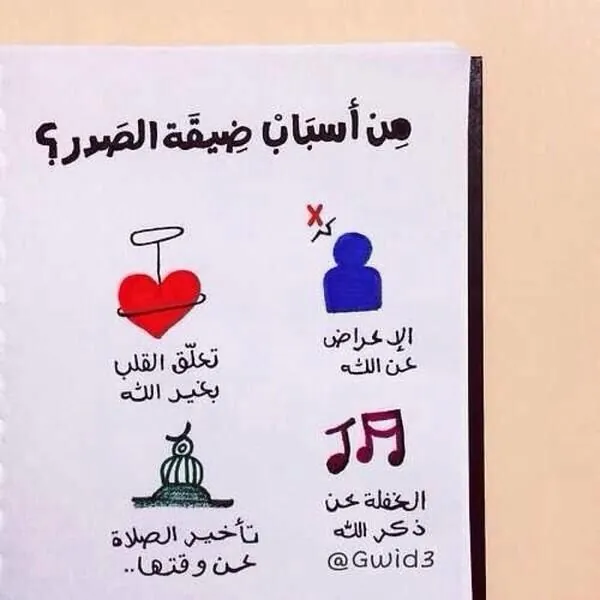 مِن أسبَابْ ضِيقَة الصَدر؟
الإعراض
عن الله
تعلّق القلب
بغير الله
الغفلة عن
ذكر الله
@Gwid3
تأخير الصلاة
عن وقتها..